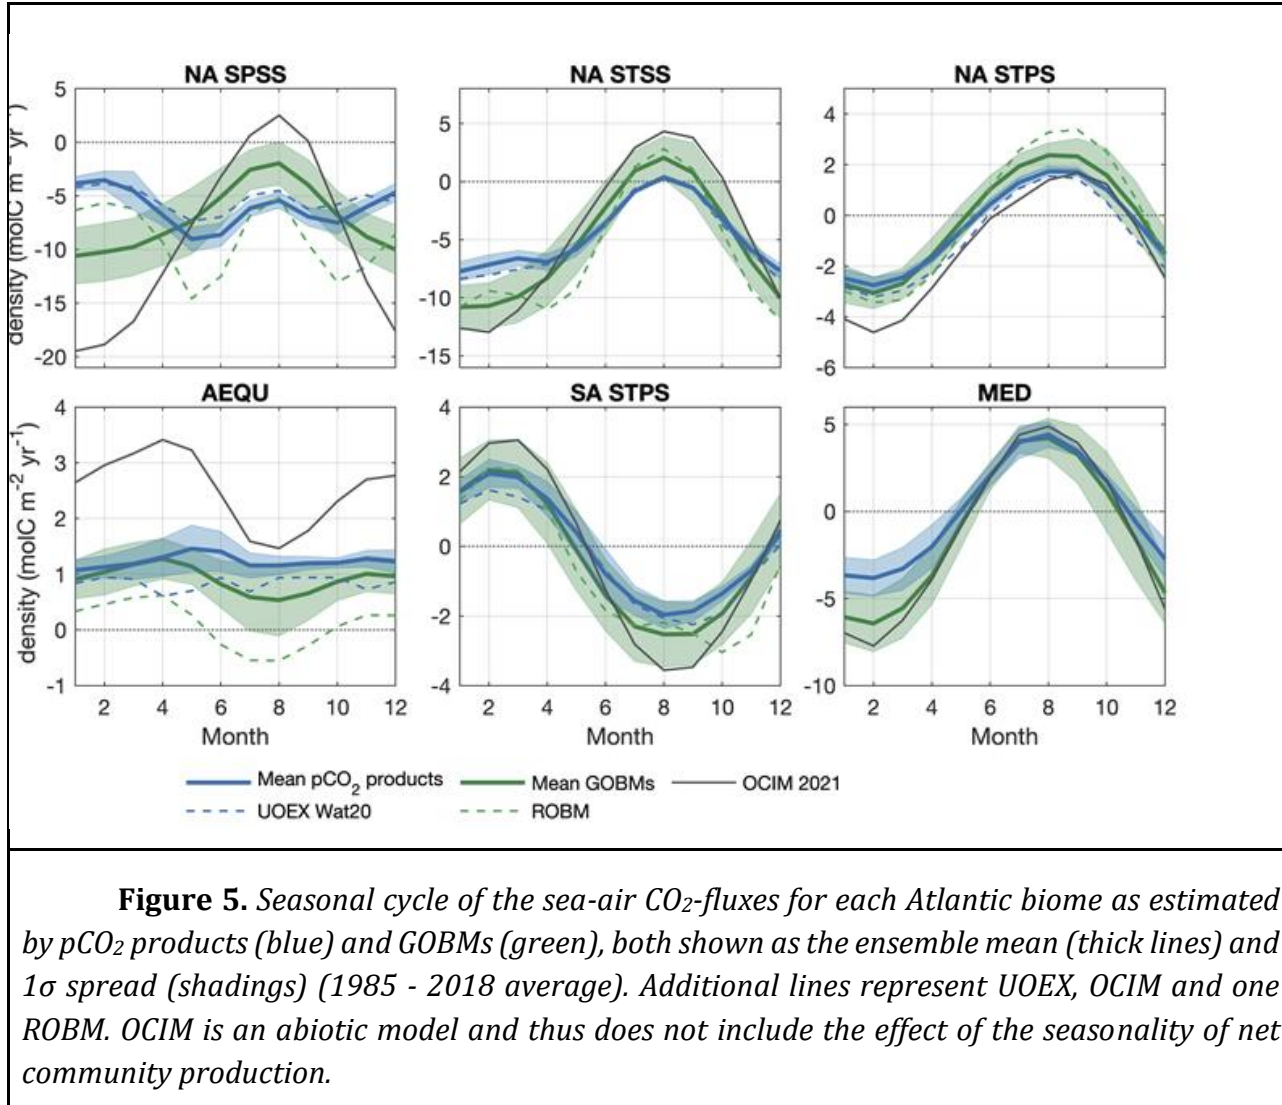 NA SPSS NA STSS NA STPS
5 0 -5 -10 -15 -20
density (molC m yr
5 0 -5 -10 -15
4 2 0 -2 -4 -6
AEQU SA STPS MED
4 3 2 1 0 -1
density (molC m⁻² yr⁻¹)
4 2 0 -2 -4
5 0 -5 -10
2 4 6 8 10 12 2 4 6 8 10 12 2 4 6 8 10 12
Month Month Month
Mean pCO₂ products Mean GOBMs OCIM 2021
UOEX Wat20 ROBM
Figure 5. Seasonal cycle of the sea-air CO₂-fluxes for each Atlantic biome as estimated
by pCO₂ products (blue) and GOBMs (green), both shown as the ensemble mean (thick lines) and
1σ spread (shadings) (1985 - 2018 average). Additional lines represent UOEX, OCIM and one
ROBM. OCIM is an abiotic model and thus does not include the effect of the seasonality of net
community production.